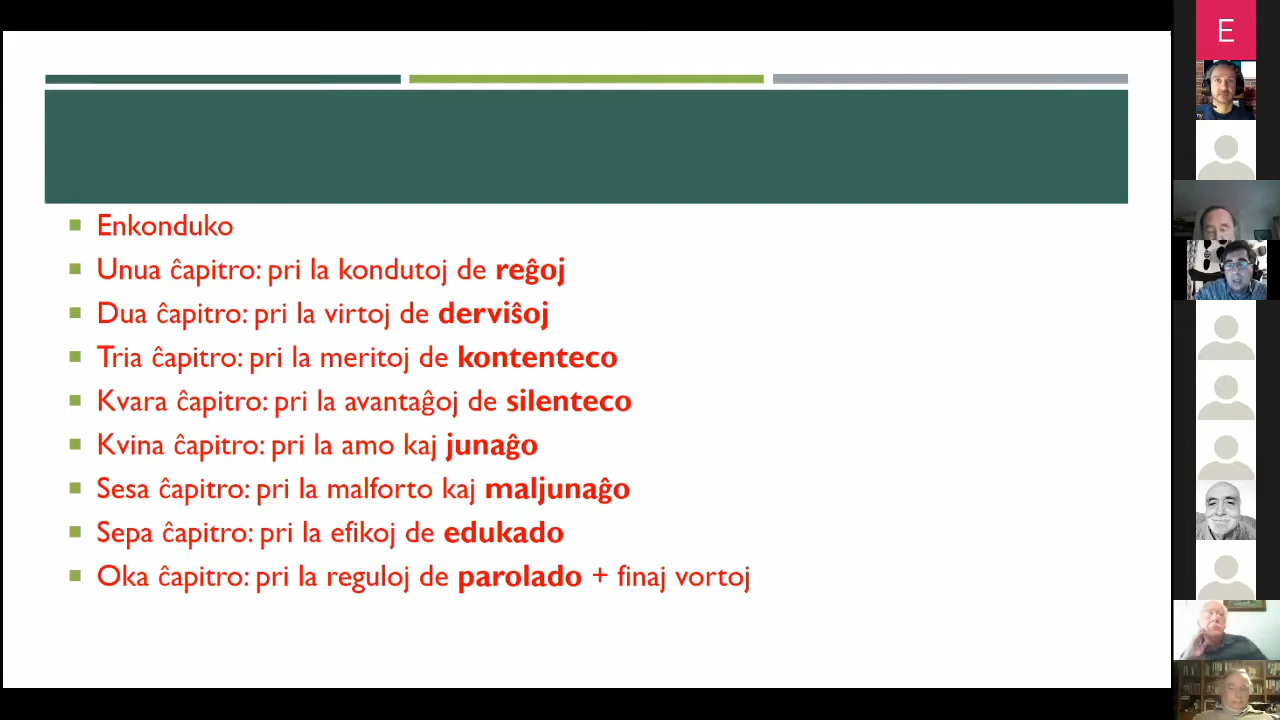 Enkonduko
Unua ĉapitro: pri la kondutoj de reĝoj
Dua ĉapitro: pri la virtoj de derviŝoj
Tria ĉapitro: pri la meritoj de kontenteco
Kvara ĉapitro: pri la avantaĝoj de silenteco
Kvina ĉapitro: pri la amo kaj junaĝo
Sesa ĉapitro: pri la malforto kaj maljunaĝo
Sepa ĉapitro: pri la efikoj de edukado
Oka ĉapitro: pri la reguloj de parolado + finaj vortoj
E